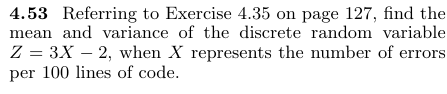 4.53 Referring to Exercise 4.35 on page 127, find the
mean and variance of the discrete random variable
Z = 3X − 2, when X represents the number of errors
per 100 lines of code.